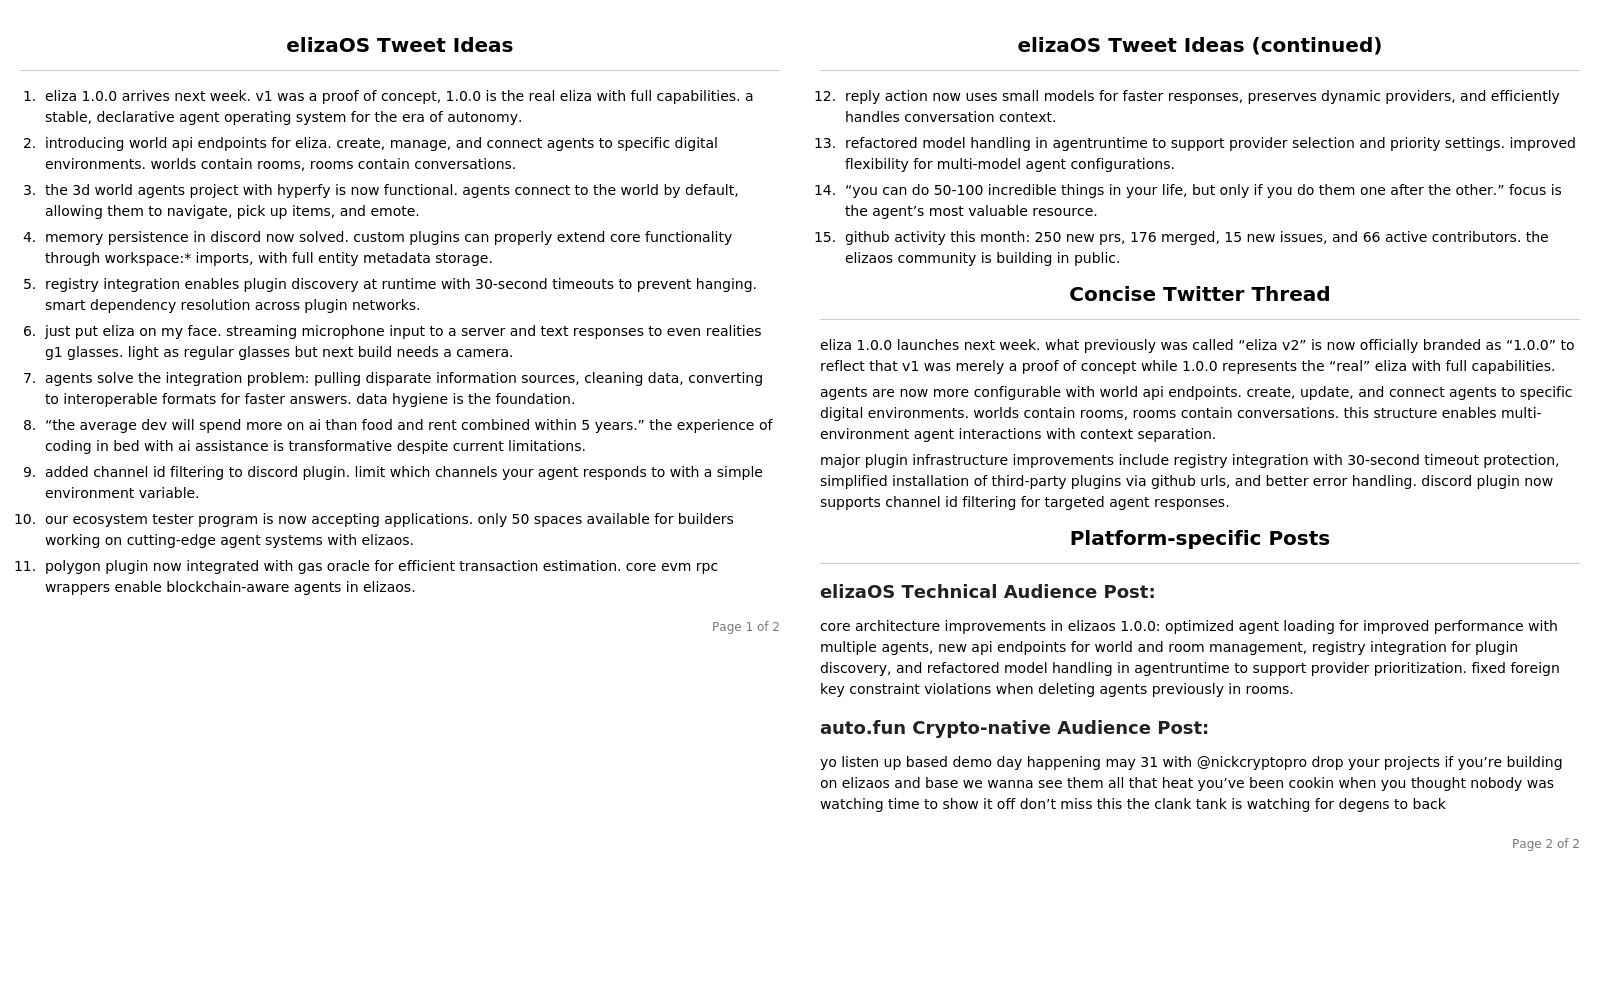 elizaOS Tweet Ideas
1. eliza 1.0.0 arrives next week. v1 was a proof of concept, 1.0.0 is the real eliza with full capabilities. a
stable, declarative agent operating system for the era of autonomy.
2. introducing world api endpoints for eliza. create, manage, and connect agents to specific digital
environments. worlds contain rooms, rooms contain conversations.
3. the 3d world agents project with hyperfy is now functional. agents connect to the world by default,
allowing them to navigate, pick up items, and emote.
4. memory persistence in discord now solved. custom plugins can properly extend core functionality
through workspace:* imports, with full entity metadata storage.
5. registry integration enables plugin discovery at runtime with 30-second timeouts to prevent hanging.
smart dependency resolution across plugin networks.
6. just put eliza on my face. streaming microphone input to a server and text responses to even realities
g1 glasses. light as regular glasses but next build needs a camera.
7. agents solve the integration problem: pulling disparate information sources, cleaning data, converting
to interoperable formats for faster answers. data hygiene is the foundation.
8. “the average dev will spend more on ai than food and rent combined within 5 years.” the experience of
coding in bed with ai assistance is transformative despite current limitations.
9. added channel id filtering to discord plugin. limit which channels your agent responds to with a simple
environment variable.
10. our ecosystem tester program is now accepting applications. only 50 spaces available for builders
working on cutting-edge agent systems with elizaos.
11. polygon plugin now integrated with gas oracle for efficient transaction estimation. core evm rpc
wrappers enable blockchain-aware agents in elizaos.
Page 1 of 2
elizaOS Tweet Ideas (continued)
12. reply action now uses small models for faster responses, preserves dynamic providers, and efficiently
handles conversation context.
13. refactored model handling in agentruntime to support provider selection and priority settings. improved
flexibility for multi-model agent configurations.
14. “you can do 50-100 incredible things in your life, but only if you do them one after the other.” focus is
the agent’s most valuable resource.
15. github activity this month: 250 new prs, 176 merged, 15 new issues, and 66 active contributors. the
elizaos community is building in public.
Concise Twitter Thread
eliza 1.0.0 launches next week. what previously was called “eliza v2” is now officially branded as “1.0.0” to
reflect that v1 was merely a proof of concept while 1.0.0 represents the “real” eliza with full capabilities.
agents are now more configurable with world api endpoints. create, update, and connect agents to specific
digital environments. worlds contain rooms, rooms contain conversations. this structure enables multi-
environment agent interactions with context separation.
major plugin infrastructure improvements include registry integration with 30-second timeout protection,
simplified installation of third-party plugins via github urls, and better error handling. discord plugin now
supports channel id filtering for targeted agent responses.
Platform-specific Posts
elizaOS Technical Audience Post:
core architecture improvements in elizaos 1.0.0: optimized agent loading for improved performance with
multiple agents, new api endpoints for world and room management, registry integration for plugin
discovery, and refactored model handling in agentruntime to support provider prioritization. fixed foreign
key constraint violations when deleting agents previously in rooms.
auto.fun Crypto-native Audience Post:
yo listen up based demo day happening may 31 with @nickcryptopro drop your projects if you’re building
on elizaos and base we wanna see them all that heat you’ve been cookin when you thought nobody was
watching time to show it off don’t miss this the clank tank is watching for degens to back
Page 2 of 2